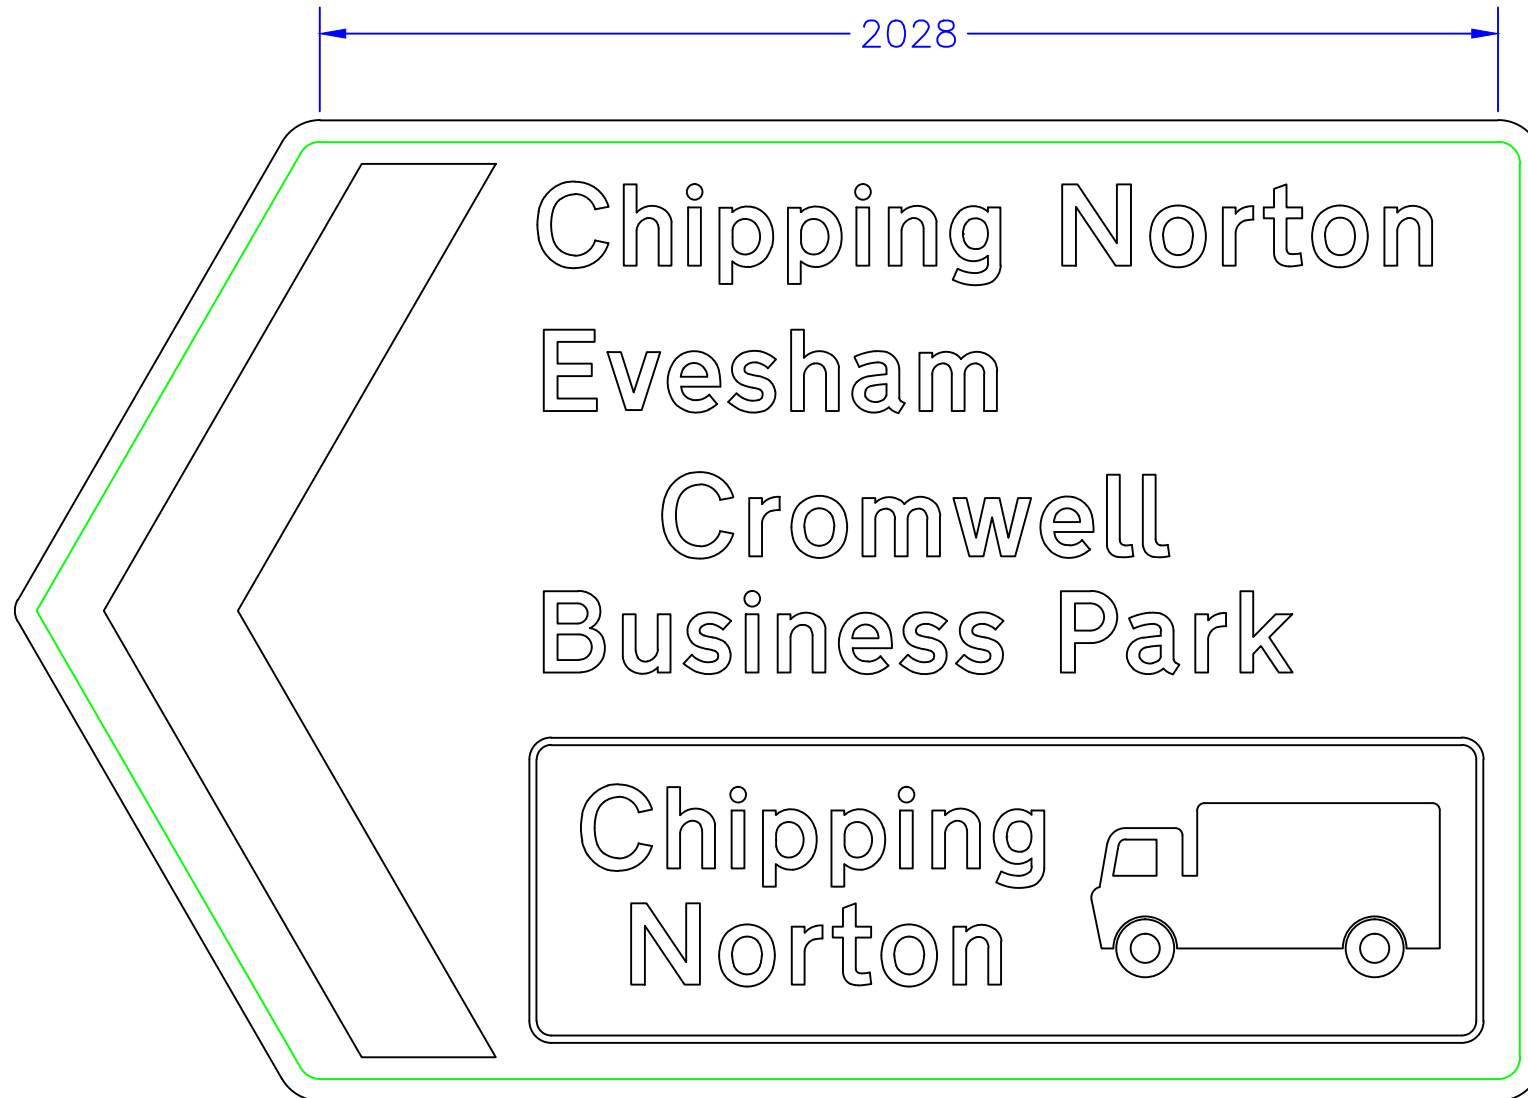 2028
Chipping Norton
Evesham
Cromwell
Business Park
Chipping
Norton